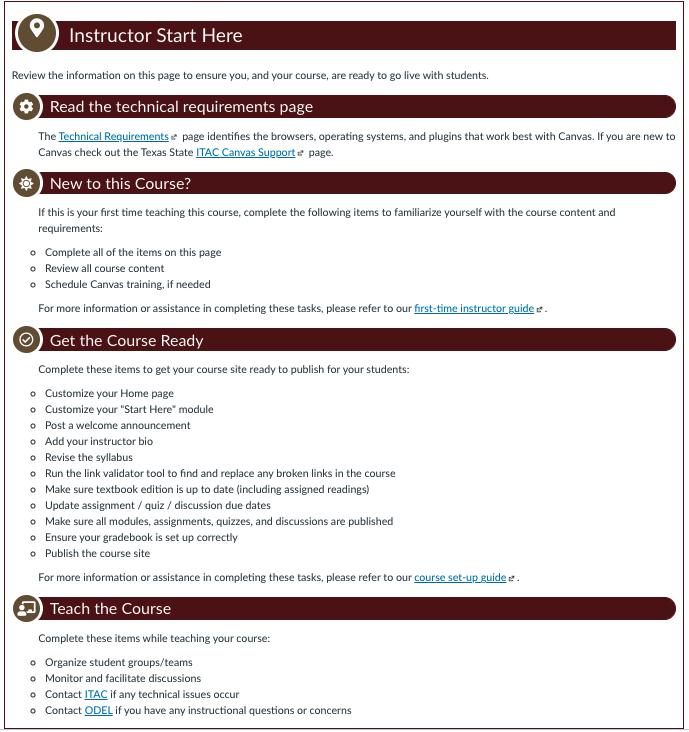 Instructor Start Here
Review the information on this page to ensure you, and your course, are ready to go live with students.
Read the technical requirements page
The Technical Requirements page identifies the browsers, operating systems, and plugins that work best with Canvas. If you are new to
Canvas check out the Texas State ITAC Canvas Support page.
New to this Course?
If this is your first time teaching this course, complete the following items to familiarize yourself with the course content and
requirements:
Complete all of the items on this page
Review all course content
Schedule Canvas training, if needed
For more information or assistance in completing these tasks, please refer to our first-time instructor guide .
Get the Course Ready
Complete these items to get your course site ready to publish for your students:
Customize your Home page
Customize your "Start Here" module
Post a welcome announcement
Add your instructor bio
Revise the syllabus
Run the link validator tool to find and replace any broken links in the course
Make sure textbook edition is up to date (including assigned readings)
Update assignment / quiz / discussion due dates
Make sure all modules, assignments, quizzes, and discussions are published
Ensure your gradebook is set up correctly
Publish the course site
For more information or assistance in completing these tasks, please refer to our course set-up guide .
Teach the Course
Complete these items while teaching your course:
Organize student groups/teams
Monitor and facilitate discussions
Contact ITAC if any technical issues occur
Contact ODEL if you have any instructional questions or concerns